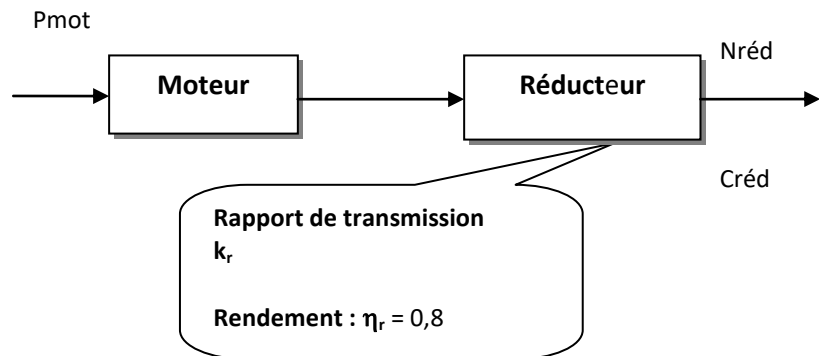 Pmot
Moteur
Réducteur
Nréd
Créd
Rapport de transmission
kr
Rendement : ηr = 0,8